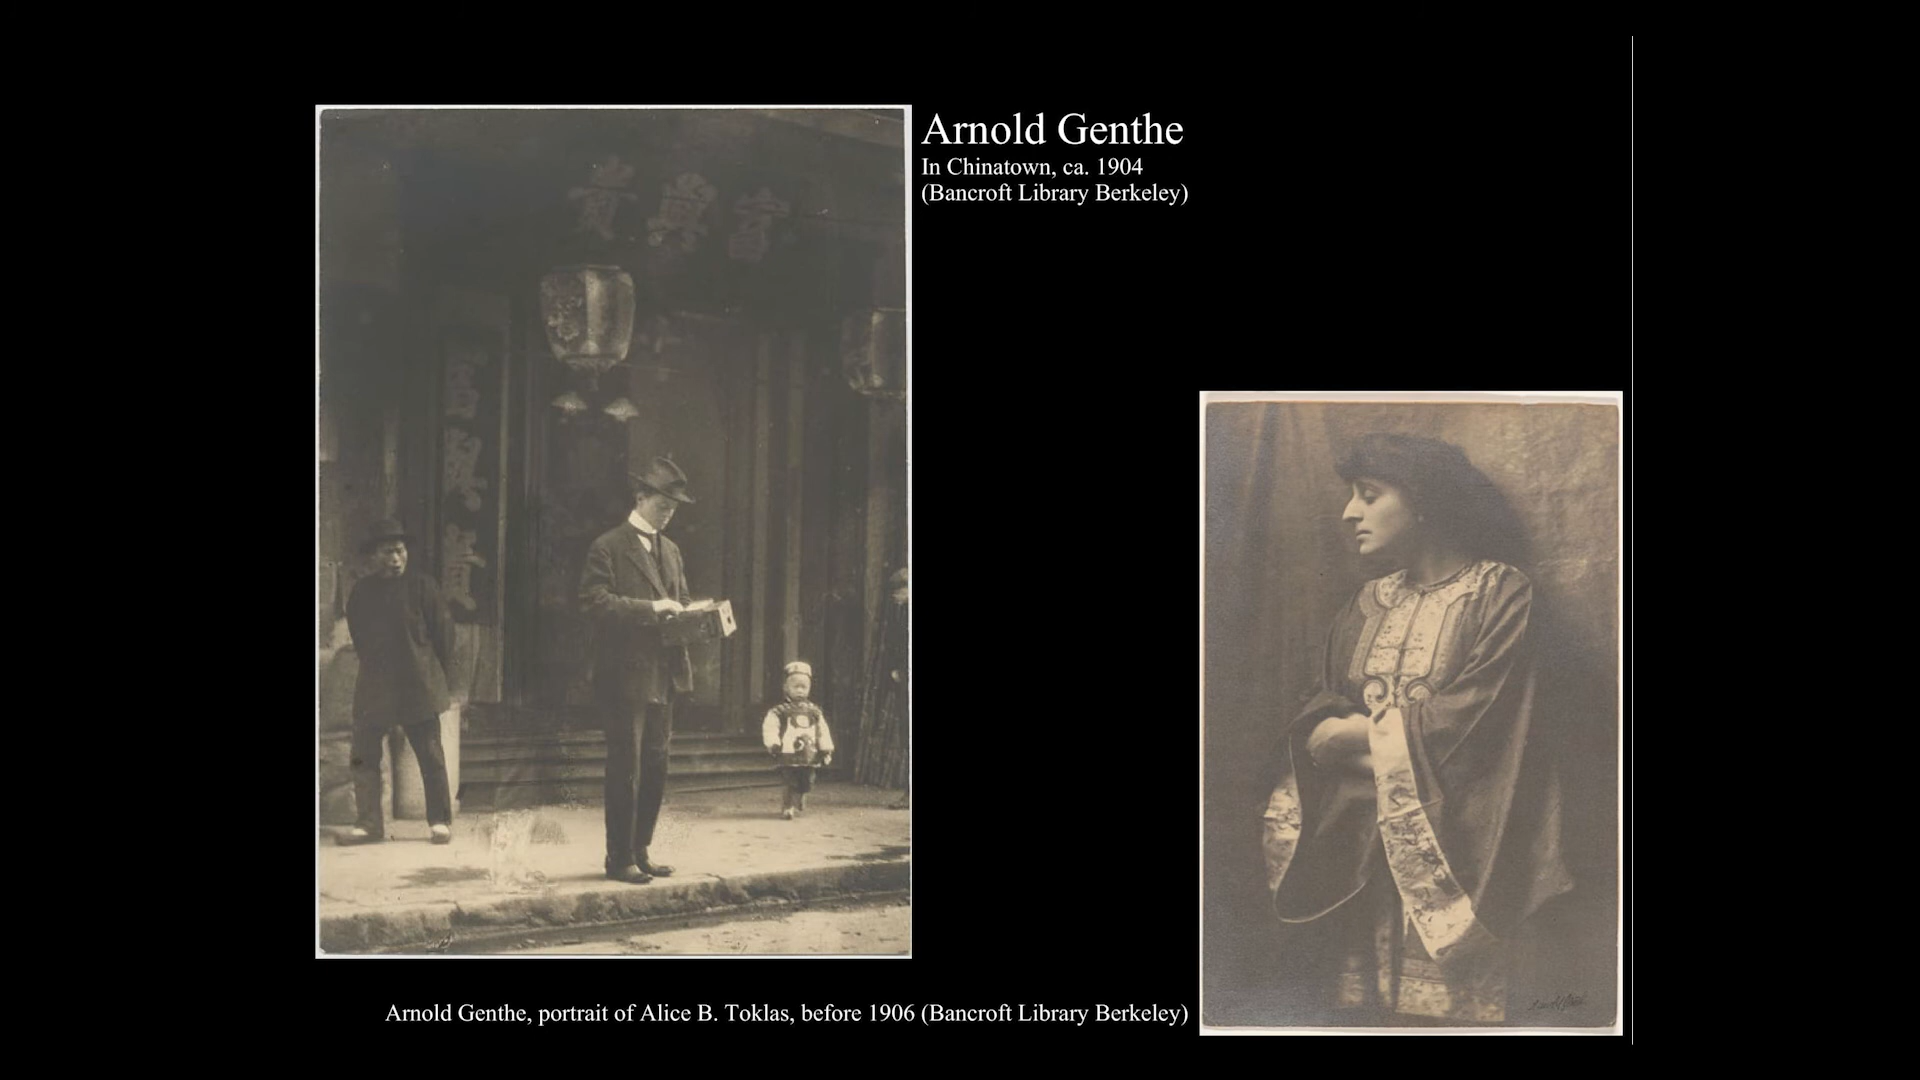 Arnold Genthe
In Chinatown, ca. 1904
(Bancroft Library Berkeley)
Arnold Genthe, portrait of Alice B. Toklas, before 1906 (Bancroft Library Berkeley)